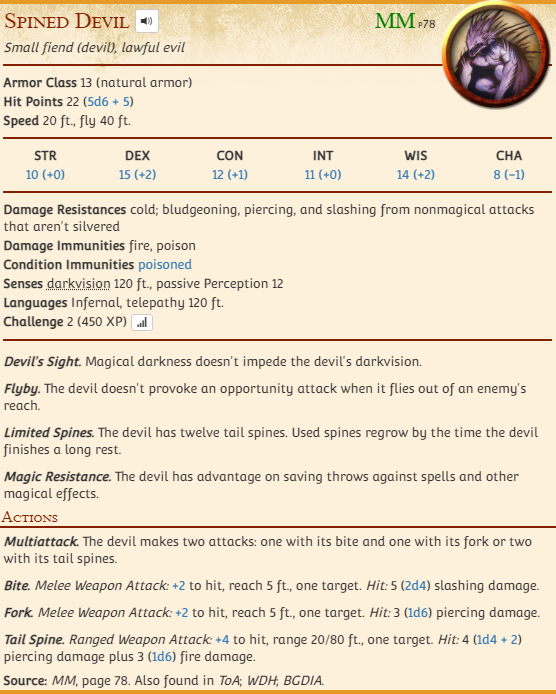 Spined Devil
MM p78
Small fiend (devil), lawful evil
Armor Class 13 (natural armor)
Hit Points 22 (5d6 + 5)
Speed 20 ft., fly 40 ft.
STR DEX CON INT WIS CHA
10 (+0) 15 (+2) 12 (+1) 11 (+0) 14 (+2) 8 (−1)
Damage Resistances cold; bludgeoning, piercing, and slashing from nonmagical attacks
that aren't silvered
Damage Immunities fire, poison
Condition Immunities poisoned
Senses darkvision 120 ft., passive Perception 12
Languages Infernal, telepathy 120 ft.
Challenge 2 (450 XP)
Devil's Sight. Magical darkness doesn't impede the devil's darkvision.
Flyby. The devil doesn't provoke an opportunity attack when it flies out of an enemy's
reach.
Limited Spines. The devil has twelve tail spines. Used spines regrow by the time the devil
finishes a long rest.
Magic Resistance. The devil has advantage on saving throws against spells and other
magical effects.
Actions
Multiattack. The devil makes two attacks: one with its bite and one with its fork or two
with its tail spines.
Bite. Melee Weapon Attack: +2 to hit, reach 5 ft., one target. Hit: 5 (2d4) slashing damage.
Fork. Melee Weapon Attack: +2 to hit, reach 5 ft., one target. Hit: 3 (1d6) piercing damage.
Tail Spine. Ranged Weapon Attack: +4 to hit, range 20/80 ft., one target. Hit: 4 (1d4 + 2)
piercing damage plus 3 (1d6) fire damage.
Source: MM, page 78. Also found in ToA; WDH; BGDIA.